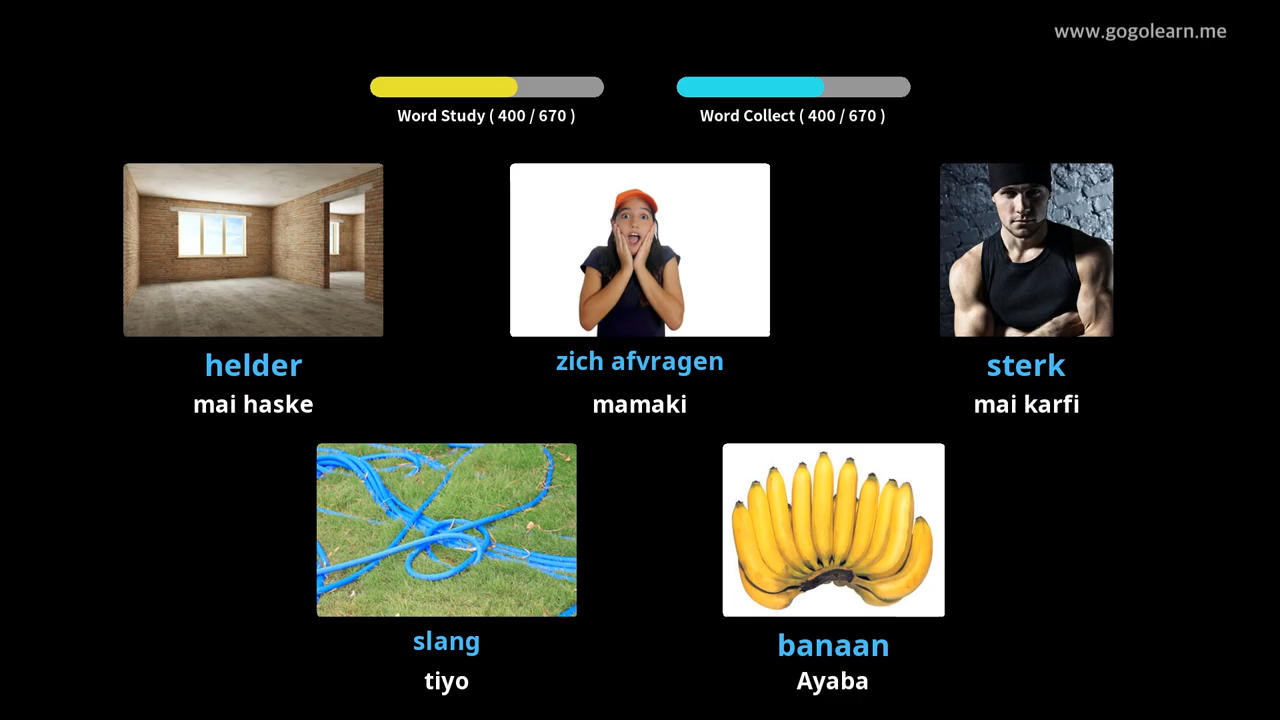 www.gogolearn.me
Word Study ( 400 / 670 )
Word Collect ( 400 / 670 )
helder
mai haske
zich afvragen
mamaki
sterk
mai karfi
slang
tiyo
banaan
Ayaba